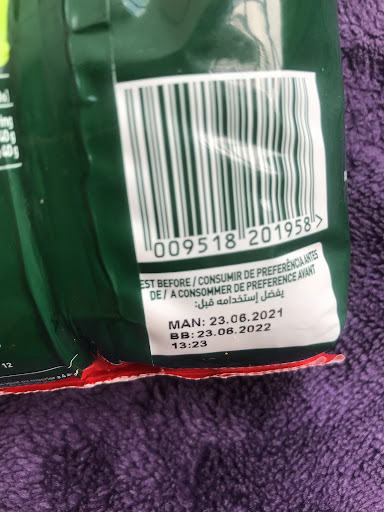 009518 201958 >
EST BEFORE / CONSUMIR DE PREFERÊNCIA ANTES
DE / A CONSOMMER DE PREFERENCE AVANT
يفضل إستخدامه قبل:
MAN: 23.06.2021
BB: 23.06.2022
13:23
12